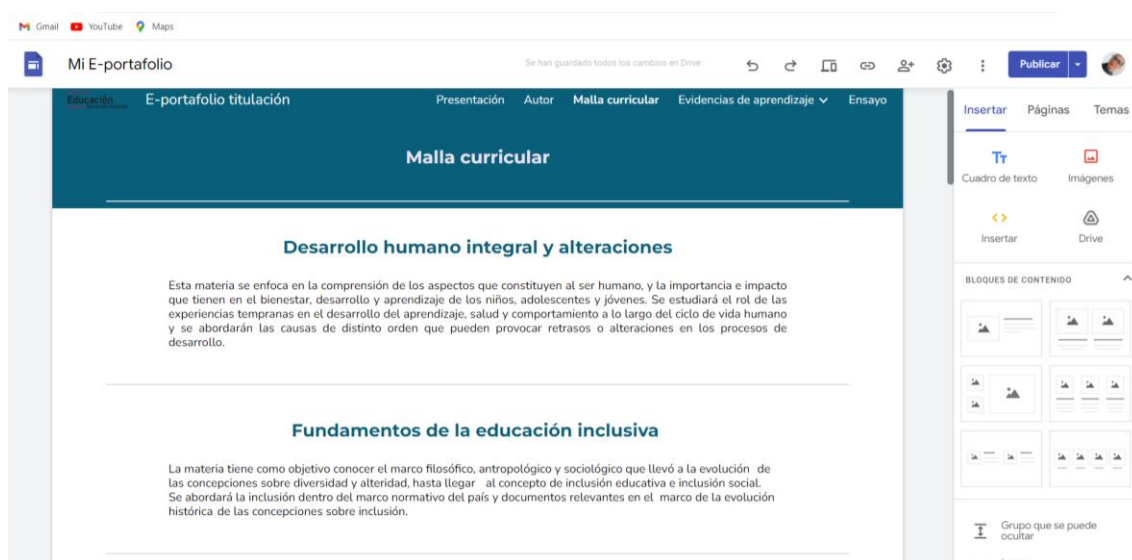 Gmail YouTube Maps
Mi E-portafolio
Se han guardado todos los cambios en Drive
Publicar
Educación
E-portafolio titulación
Presentación Autor Malla curricular Evidencias de aprendizaje Ensayo
Malla curricular
Desarrollo humano integral y alteraciones
Esta materia se enfoca en la comprensión de los aspectos que constituyen al ser humano, y la importancia e impacto
que tienen en el bienestar, desarrollo y aprendizaje de los niños, adolescentes y jóvenes. Se estudiará el rol de las
experiencias tempranas en el desarrollo del aprendizaje, salud y comportamiento a lo largo del ciclo de vida humano
y se abordarán las causas de distinto orden que pueden provocar retrasos o alteraciones en los procesos de
desarrollo.
Fundamentos de la educación inclusiva
La materia tiene como objetivo conocer el marco filosófico, antropológico y sociológico que llevó a la evolución de
las concepciones sobre diversidad y alteridad, hasta llegar al concepto de inclusión educativa e inclusión social.
Se abordará la inclusión dentro del marco normativo del país y documentos relevantes en el marco de la evolución
histórica de las concepciones sobre inclusión.
Insertar Páginas Temas
Tт
Cuadro de texto Imágenes
Insertar Drive
BLOQUES DE CONTENIDO
Grupo que se puede
ocultar